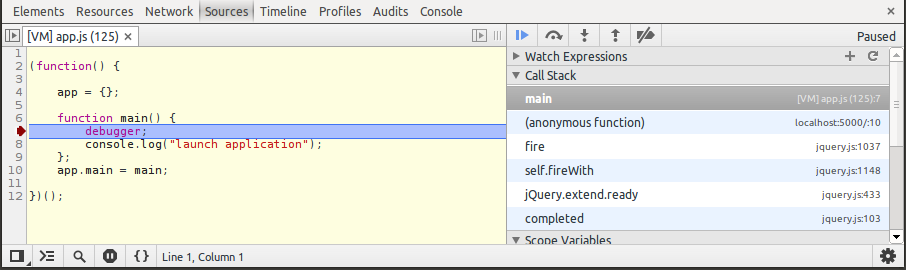 Elements Resources Network Sources Timeline Profiles Audits Console ×
[VM] app.js (125) × Paused
1
2 (function() {
3
4 app = {};
5
6 function main() {
debugger;
8 console.log("launch application");
9 };
10 app.main = main;
11
12 })();
Watch Expressions
Call Stack
main [VM] app.js (125):7
(anonymous function) localhost:5000/:10
fire jquery.js:1037
self.fireWith jquery.js:1148
jQuery.extend.ready jquery.js:433
completed jquery.js:103
Scope Variables
{} Line 1, Column 1